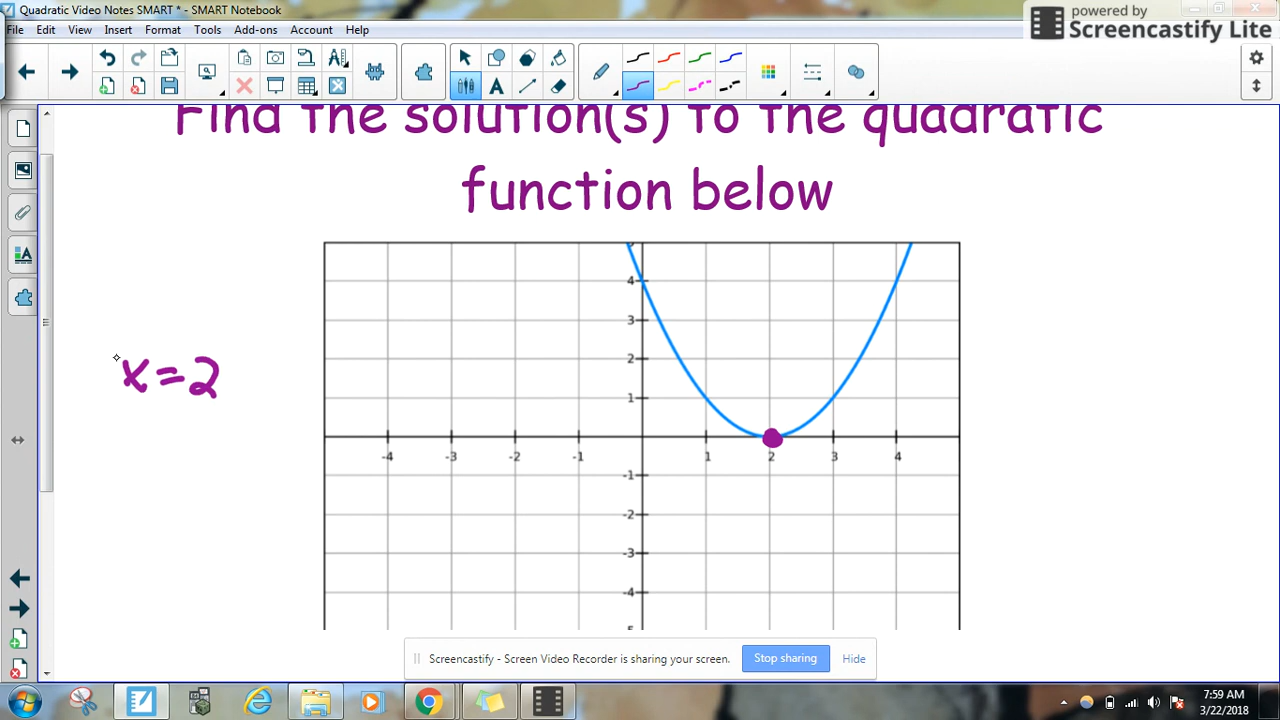 Quadratic Video Notes SMART * - SMART Notebook
powered by
Screencastify Lite
File Edit View Insert Format Tools Add-ons Account Help
Find the solution(s) to the quadratic
function below
x=2
4
3
2
1
-4 -3 -2 -1 1 2 3 4
-1
-2
-3
-4
Screencastify - Screen Video Recorder is sharing your screen. Stop sharing Hide
7:59 AM
3/22/2018